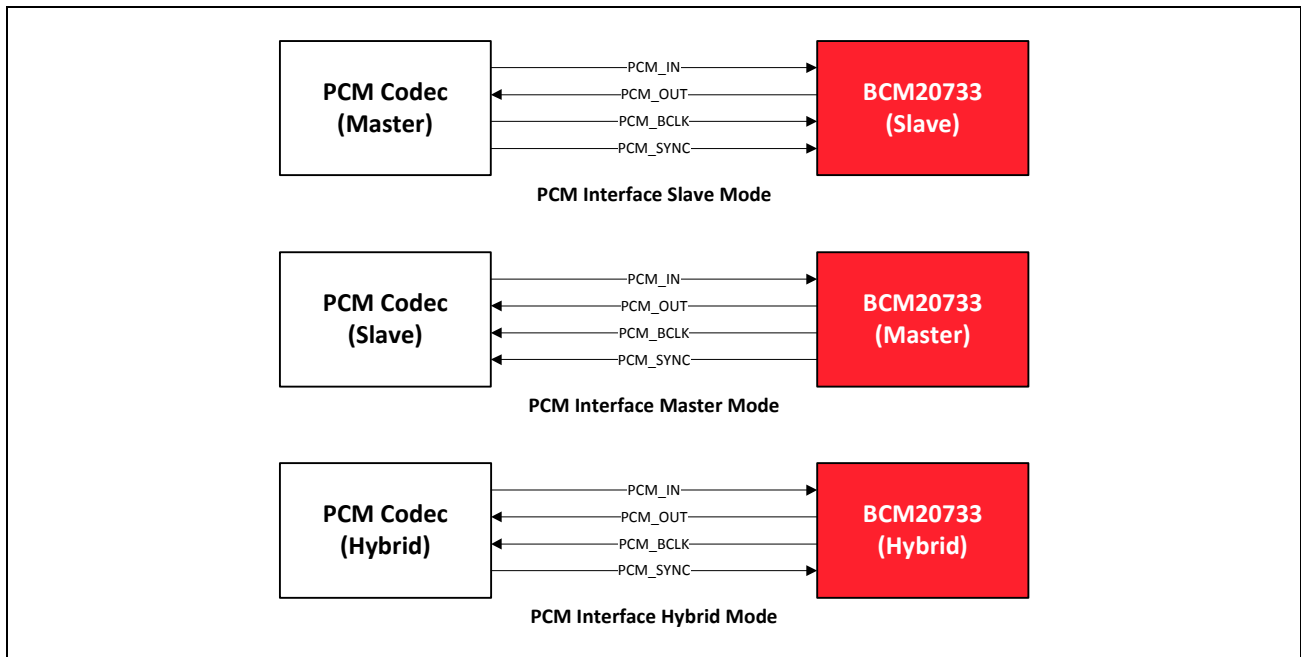 PCM Codec
(Master)
PCM_IN
PCM_OUT
PCM_BCLK
PCM_SYNC
BCM20733
(Slave)
PCM Interface Slave Mode
PCM Codec
(Slave)
PCM_IN
PCM_OUT
PCM_BCLK
PCM_SYNC
BCM20733
(Master)
PCM Interface Master Mode
PCM Codec
(Hybrid)
PCM_IN
PCM_OUT
PCM_BCLK
PCM_SYNC
BCM20733
(Hybrid)
PCM Interface Hybrid Mode